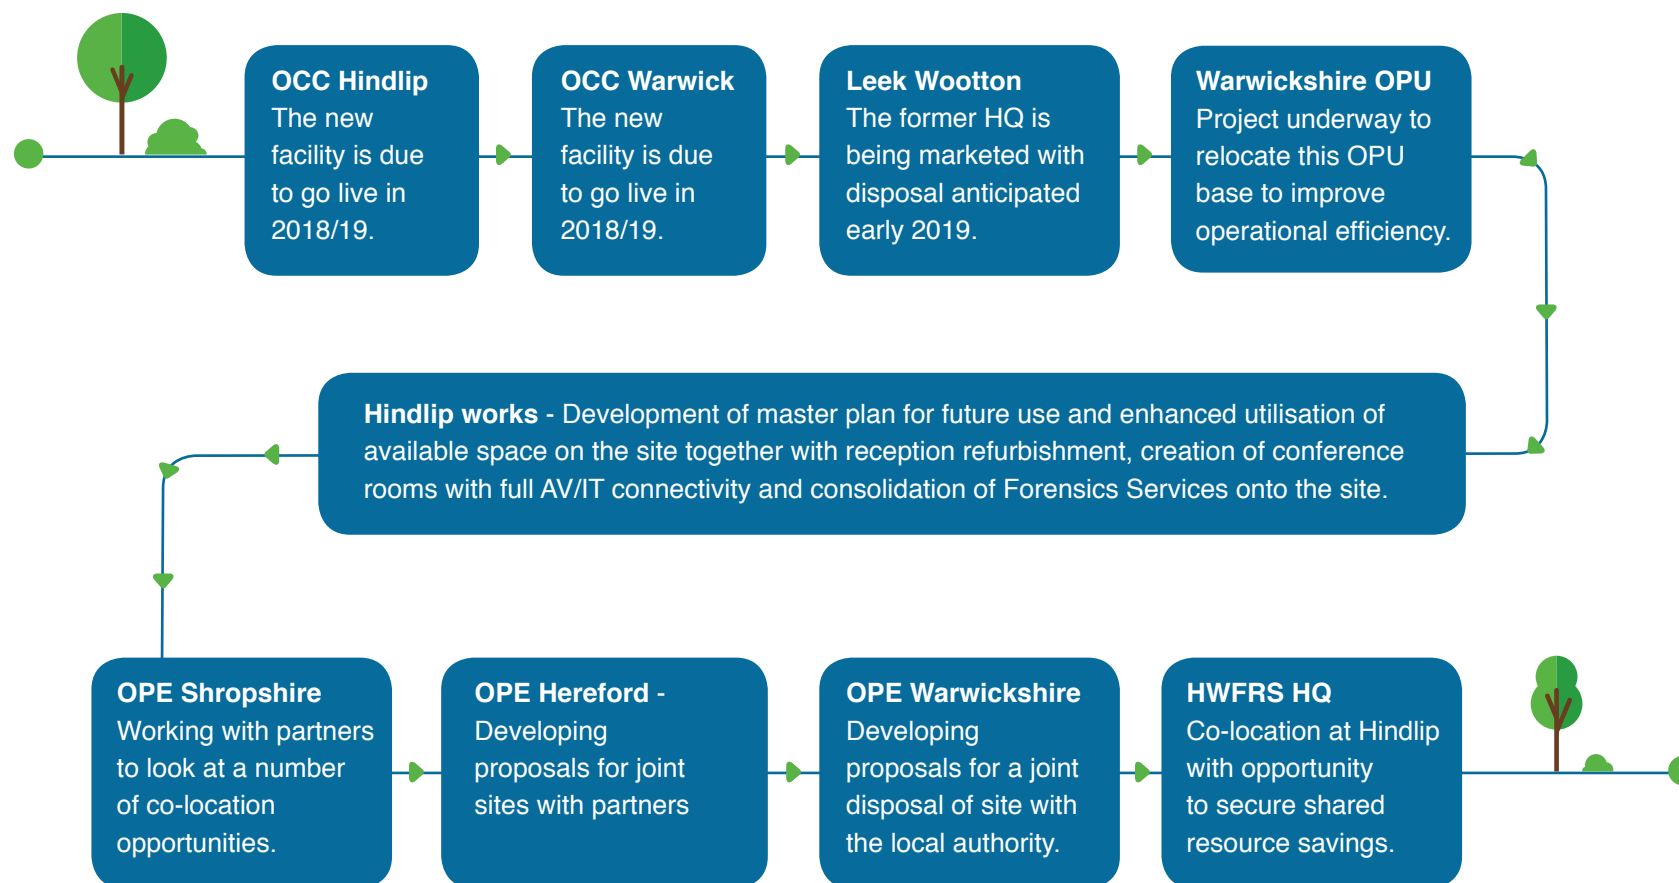 OCC Hindlip
The new
facility is due
to go live in
2018/19.
OCC Warwick
The new
facility is due
to go live in
2018/19.
Leek Wootton
The former HQ is
being marketed with
disposal anticipated
early 2019.
Warwickshire OPU
Project underway to
relocate this OPU
base to improve
operational efficiency.
Hindlip works - Development of master plan for future use and enhanced utilisation of
available space on the site together with reception refurbishment, creation of conference
rooms with full AV/IT connectivity and consolidation of Forensics Services onto the site.
OPE Shropshire
Working with partners
to look at a number
of co-location
opportunities.
OPE Hereford -
Developing
proposals for joint
sites with partners
OPE Warwickshire
Developing
proposals for a joint
disposal of site with
the local authority.
HWFRS HQ
Co-location at Hindlip
with opportunity
to secure shared
resource savings.